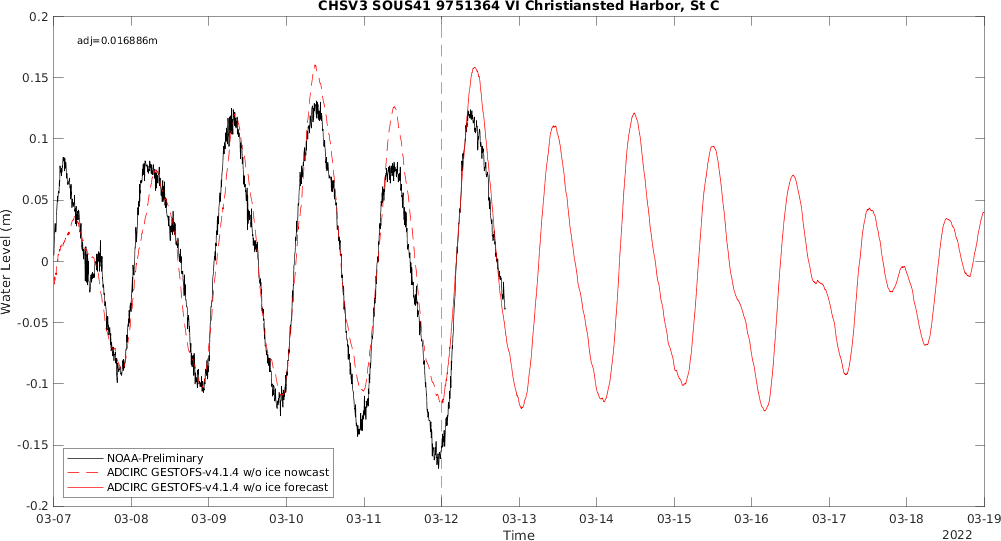 CHSV3 SOUS41 9751364 VI Christiansted Harbor, St C
adj=0.016886m
0.2
0.15
0.1
0.05
0
-0.05
-0.1
-0.15
-0.2
Water Level (m)
NOAA-Preliminary
ADCIRC GESTOFS-v4.1.4 w/o ice nowcast
ADCIRC GESTOFS-v4.1.4 w/o ice forecast
03-07 03-08 03-09 03-10 03-11 03-12 03-13 03-14 03-15 03-16 03-17 03-18 03-19
Time
2022